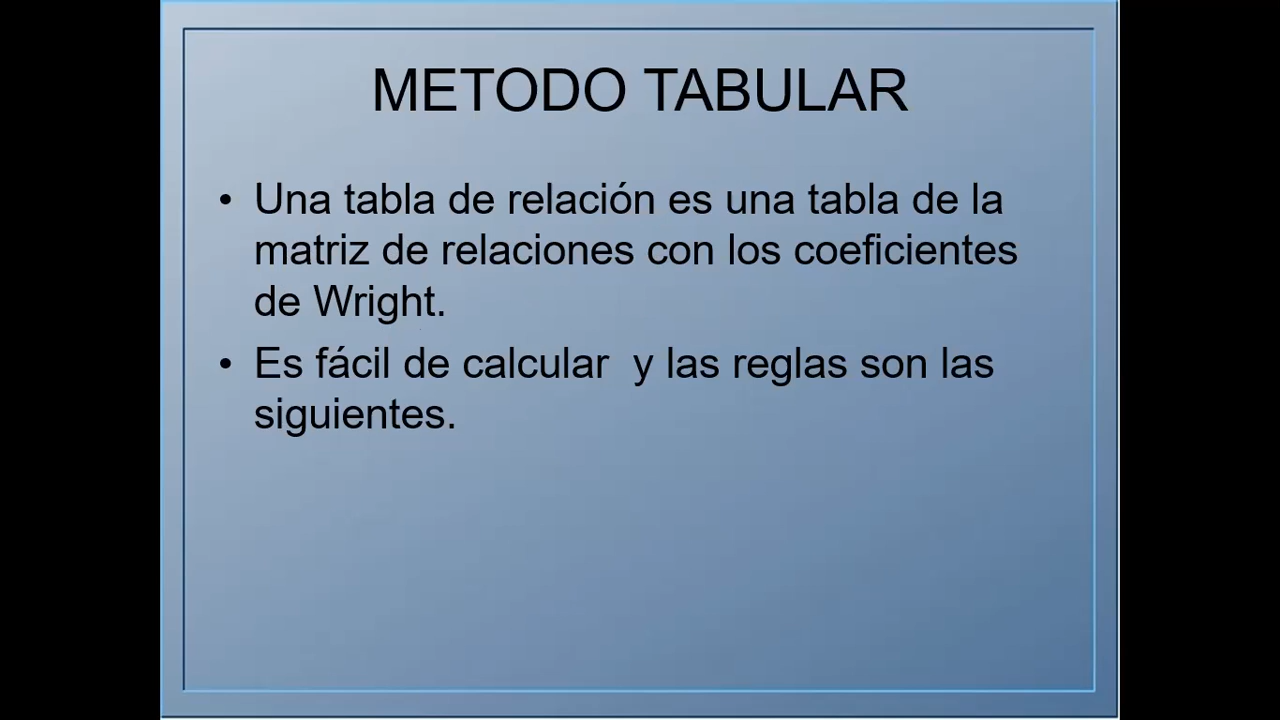 METODO TABULAR
• Una tabla de relación es una tabla de la
matriz de relaciones con los coeficientes
de Wright.
• Es fácil de calcular  y las reglas son las
siguientes.